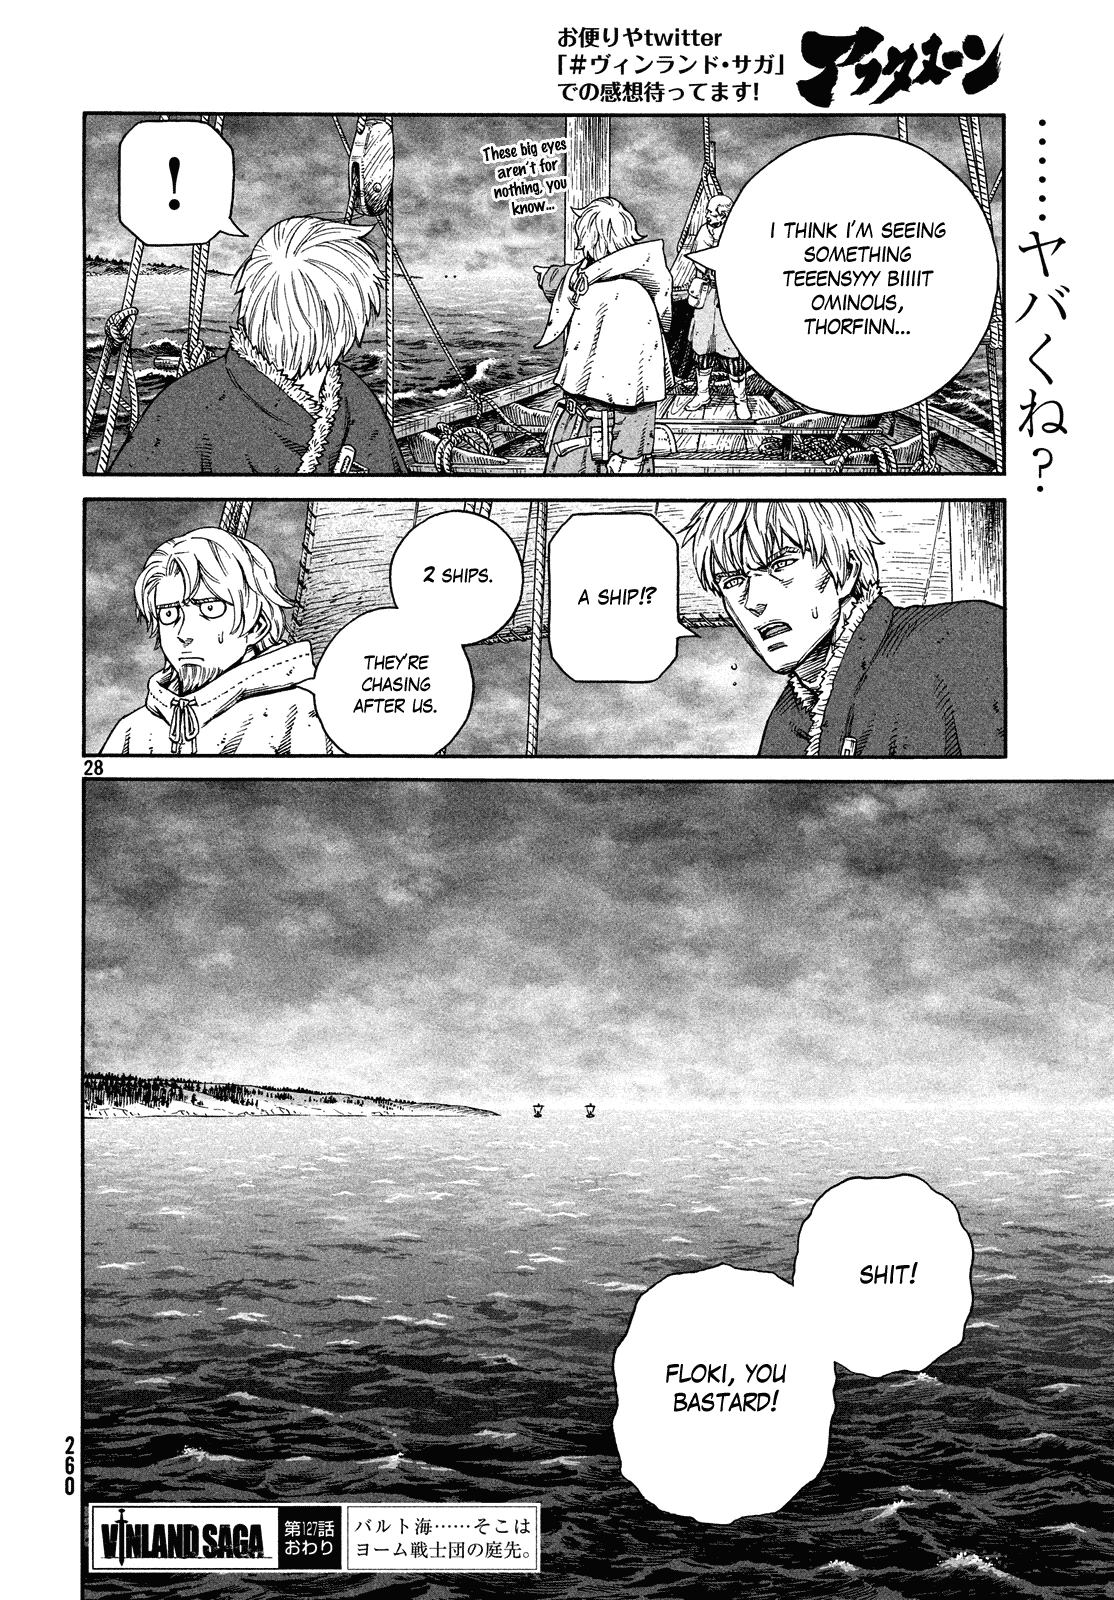 お便りやtwitter
「#ヴィンランド・サガ」
での感想待ってます!
アフタヌーン
……ヤバくね?
I THINK I'M SEEING
SOMETHING
TEEENSYYY BIIIIT
OMINOUS,
THORFINN...
These big eyes
aren't for
nothing, you
know...
!
A SHIP!?
2 SHIPS.
THEY'RE
CHASING
AFTER US.
28
SHIT!
FLOKI, YOU
BASTARD!
260
VINLAND SAGA
第127話
おわり
バルト海……そこは
ヨーム戦士団の庭先。